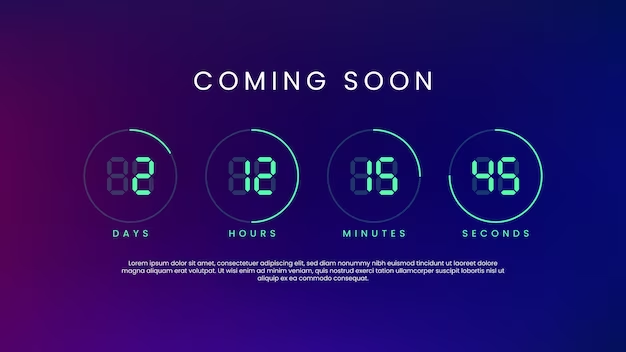 COMING SOON
2 12 15 45
DAYS HOURS MINUTES SECONDS
Lorem ipsum dolor sit amet, consectetuer adipiscing elit, sed diam nonummy nibh
euismod tincidunt ut laoreet dolore magna aliquam erat volutpat. Ut wisi enim ad minim
veniam, quis nostrud exerci tation ullamcorper suscipit lobortis nisl ut aliquip ex ea commodo
consequat.